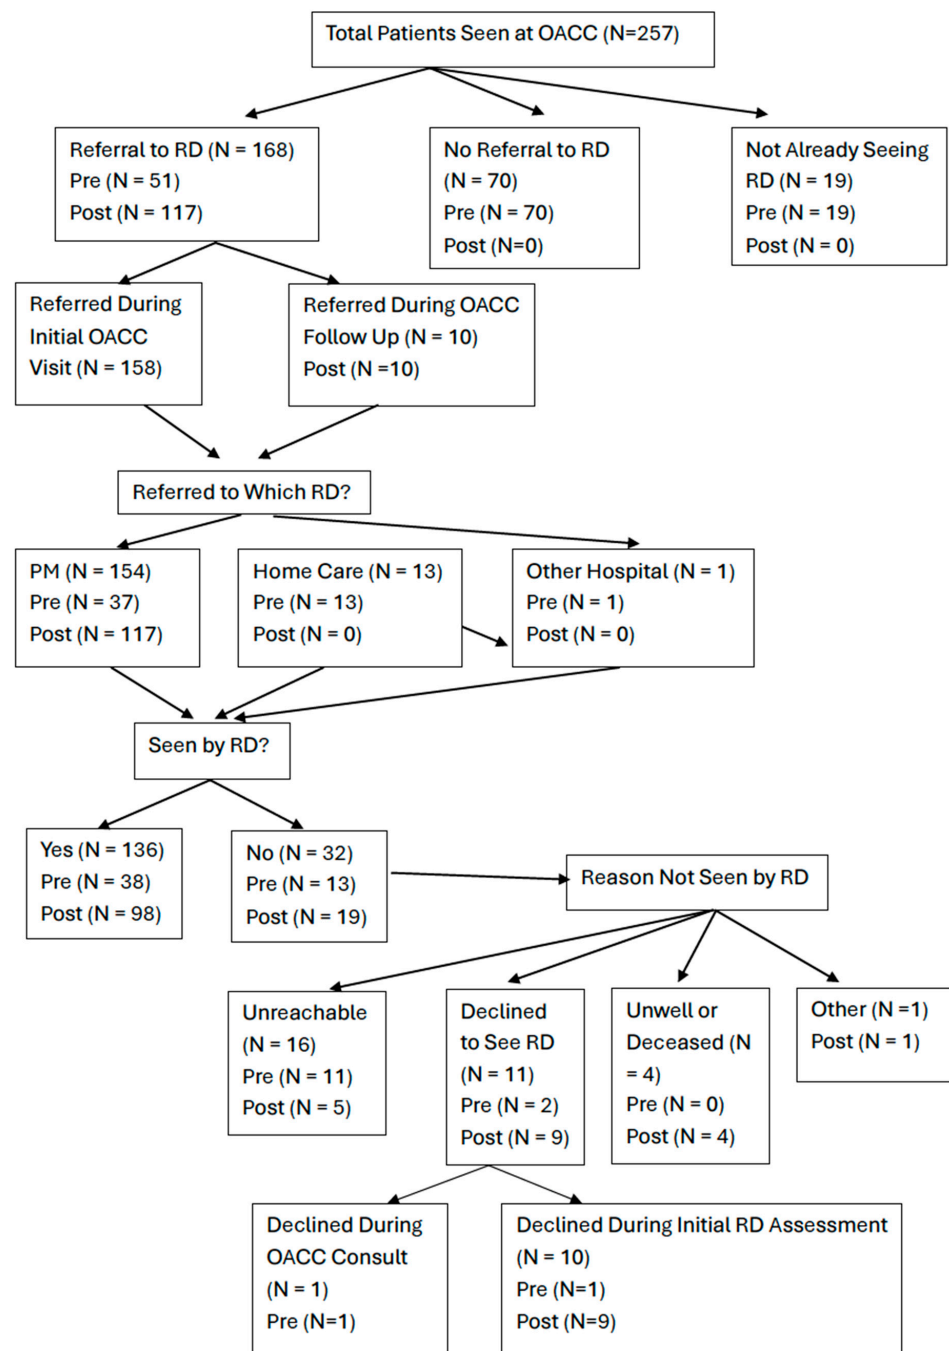 Total Patients Seen at OACC (N=257)
Referral to RD (N = 168)
Pre (N = 51)
Post (N = 117)
No Referral to RD
(N = 70)
Pre (N = 70)
Post (N=0)
Not Already Seeing
RD (N = 19)
Pre (N = 19)
Post (N = 0)
Referred During
Initial OACC
Visit (N = 158)
Referred During OACC
Follow Up (N = 10)
Post (N =10)
Referred to Which RD?
PM (N = 154)
Pre (N = 37)
Post (N = 117)
Home Care (N = 13)
Pre (N = 13)
Post (N = 0)
Other Hospital (N = 1)
Pre (N = 1)
Post (N = 0)
Seen by RD?
Yes (N = 136)
Pre (N = 38)
Post (N = 98)
No (N = 32)
Pre (N = 13)
Post (N = 19)
Reason Not Seen by RD
Unreachable
(N = 16)
Pre (N = 11)
Post (N = 5)
Declined
to See RD
(N = 11)
Pre (N = 2)
Post (N = 9)
Unwell or
Deceased (N
= 4)
Pre (N = 0)
Post (N = 4)
Other (N =1)
Post (N = 1)
Declined During
OACC Consult
(N = 1)
Pre (N=1)
Declined During Initial RD Assessment
(N = 10)
Pre (N=1)
Post (N=9)